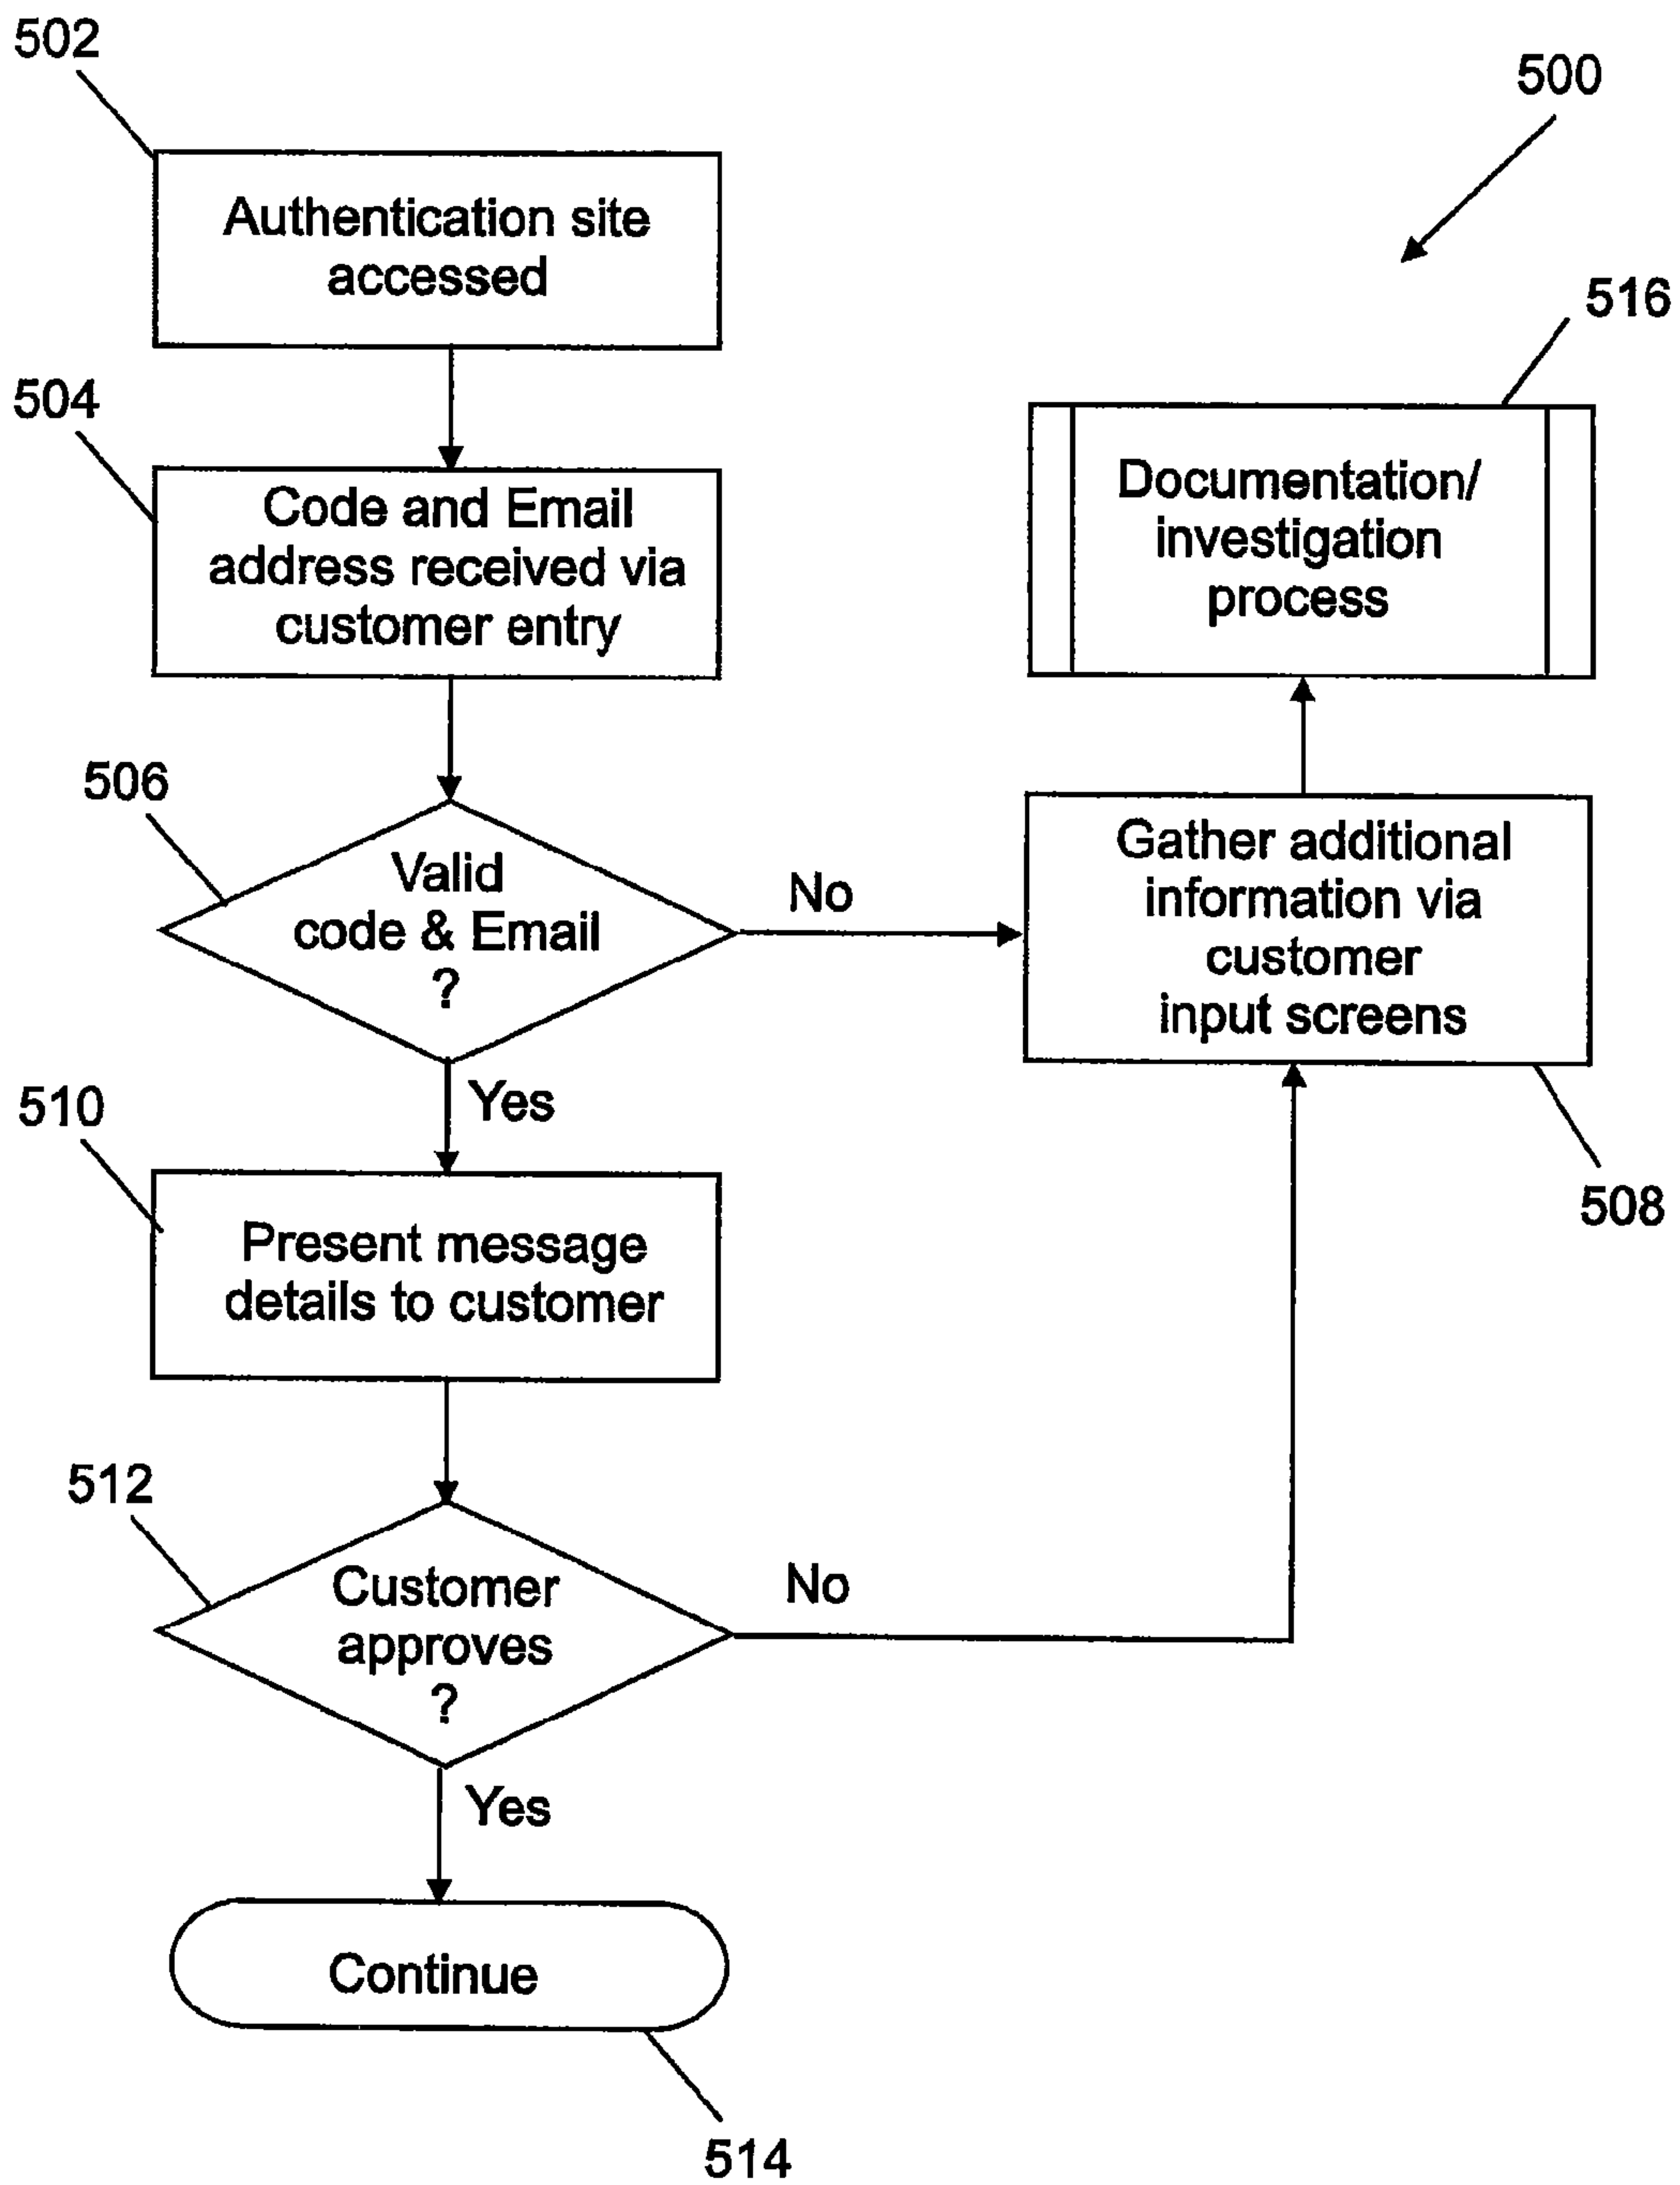 502
500
Authentication site
accessed
516
504
Code and Email
address received via
customer entry
Documentation/
investigation
process
506
Valid
code & Email
?
No
Gather additional
information via
customer
input screens
Yes
510
508
Present message
details to customer
512
Customer
approves
?
No
Yes
Continue
514